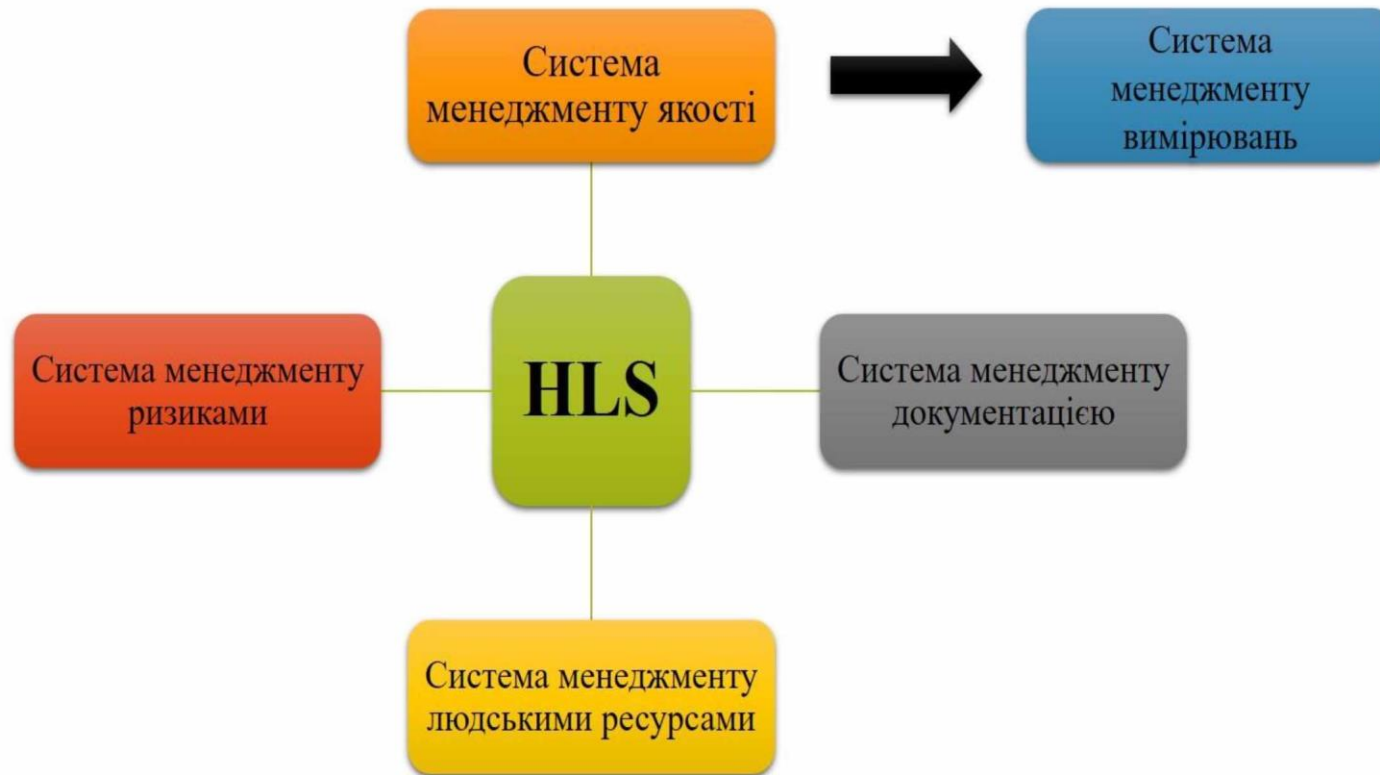 Система
менеджменту якості
Система
менеджменту
вимірювань
Система менеджменту
ризиками
HLS
Система менеджменту
документацією
Система менеджменту
людськими ресурсами